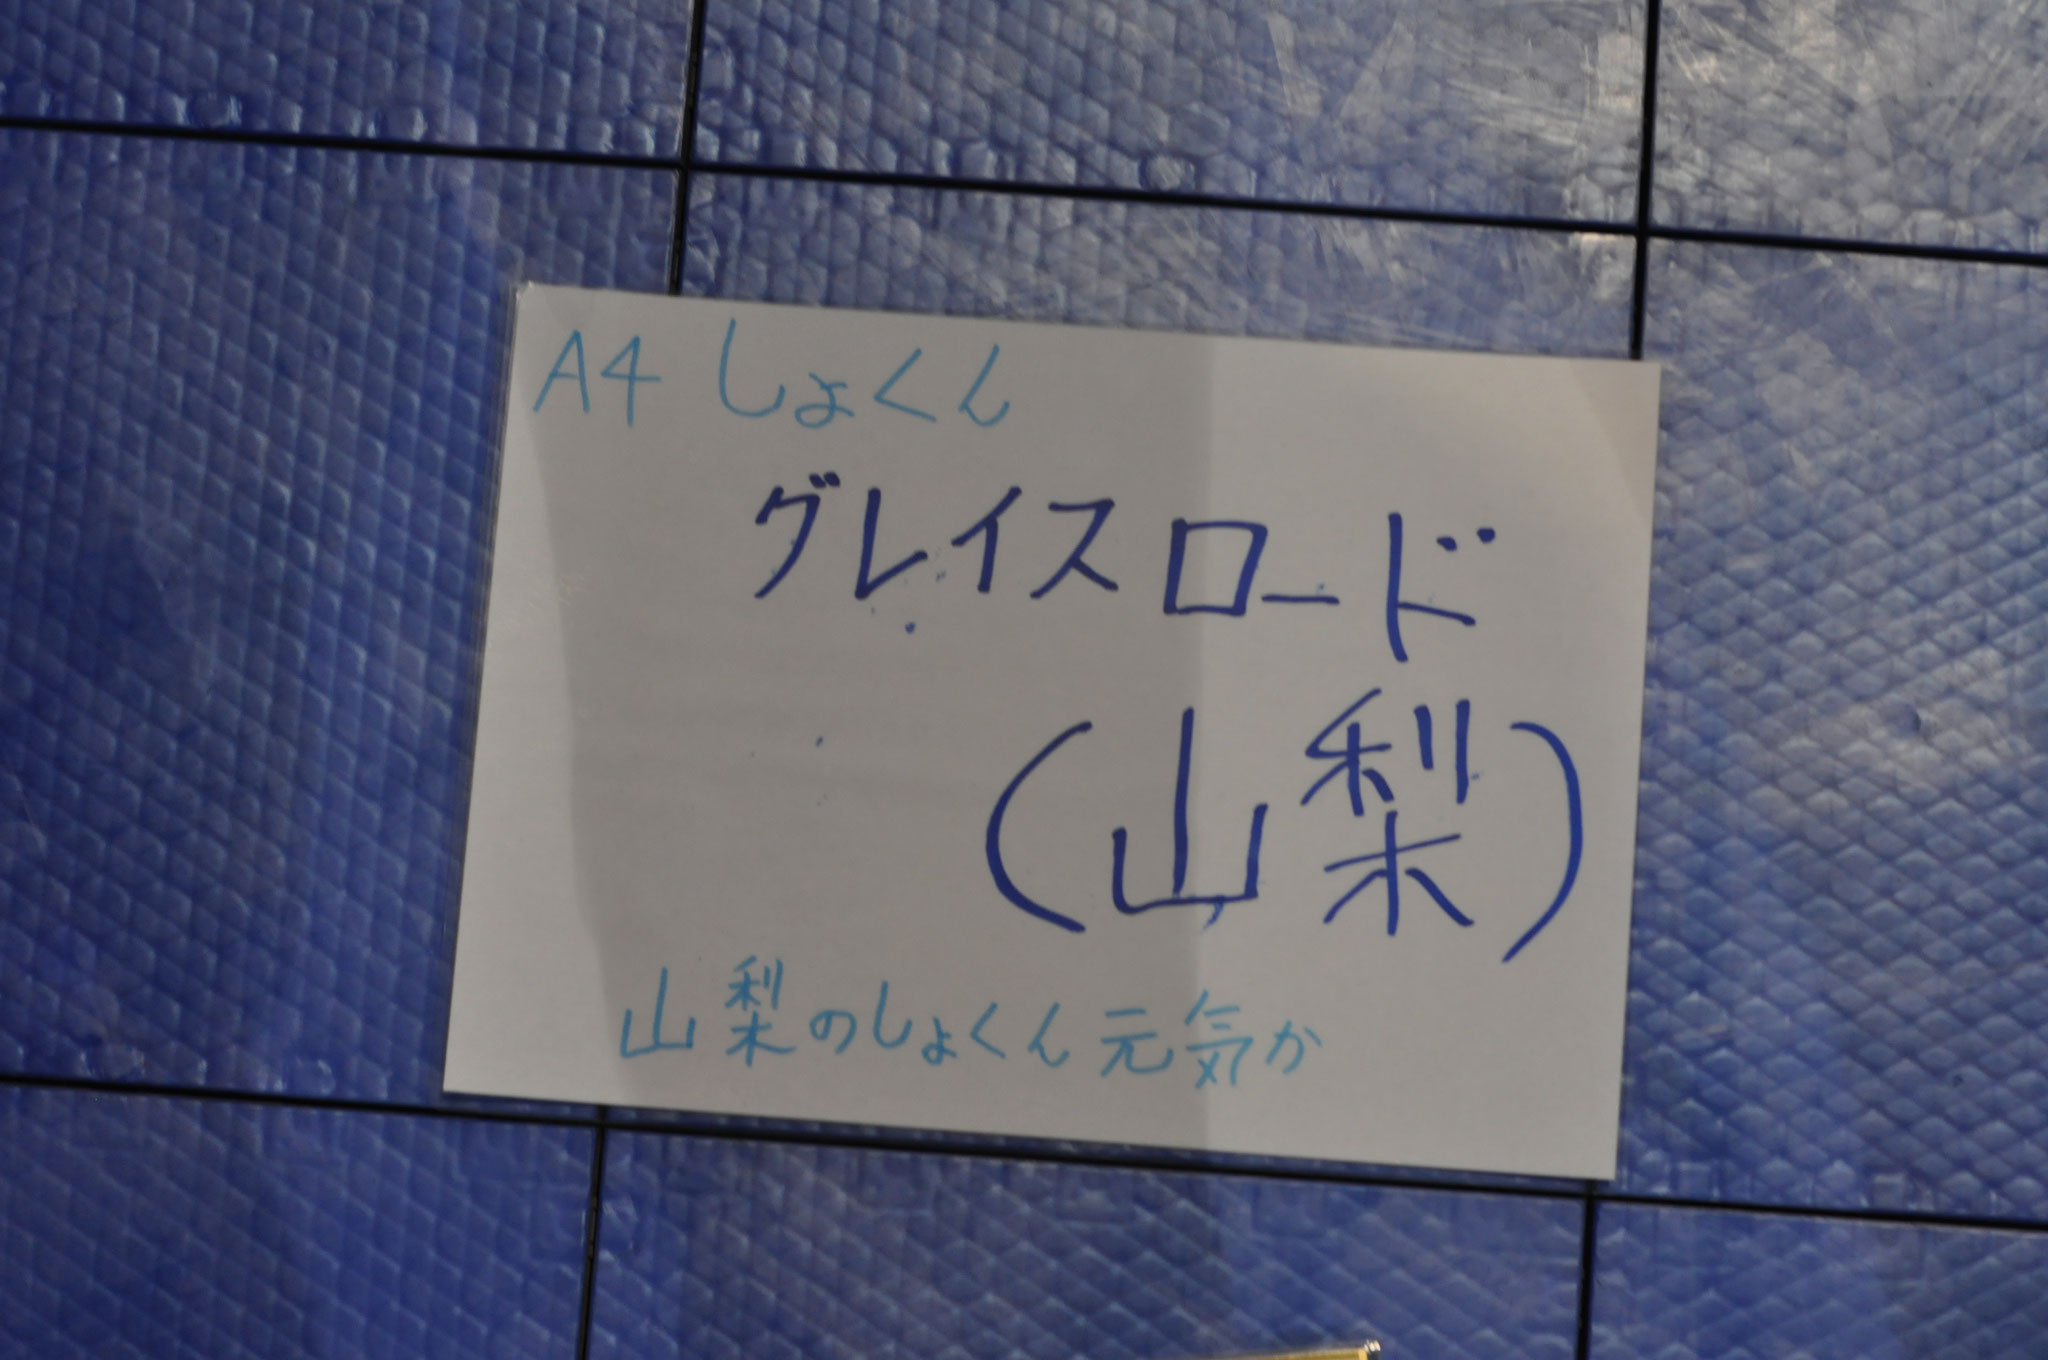 A4 しょくん
グレイスロード
(山梨)
山梨のしょくん元気か